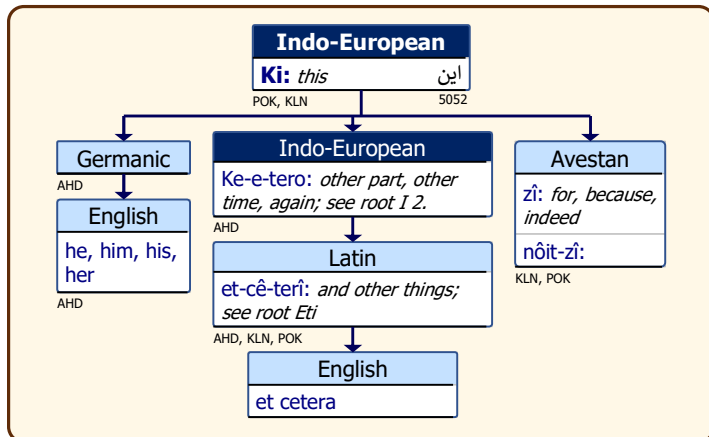 Indo-European
Ki: this این
POK, KLN 5052
Germanic
AHD
English
he, him, his,
her
AHD
Indo-European
Ke-e-tero: other part, other
time, again; see root I 2.
AHD
Latin
et-cê-terî: and other things;
see root Eti
AHD, KLN, POK
English
et cetera
Avestan
zî: for, because,
indeed
nôit-zî:
KLN, POK